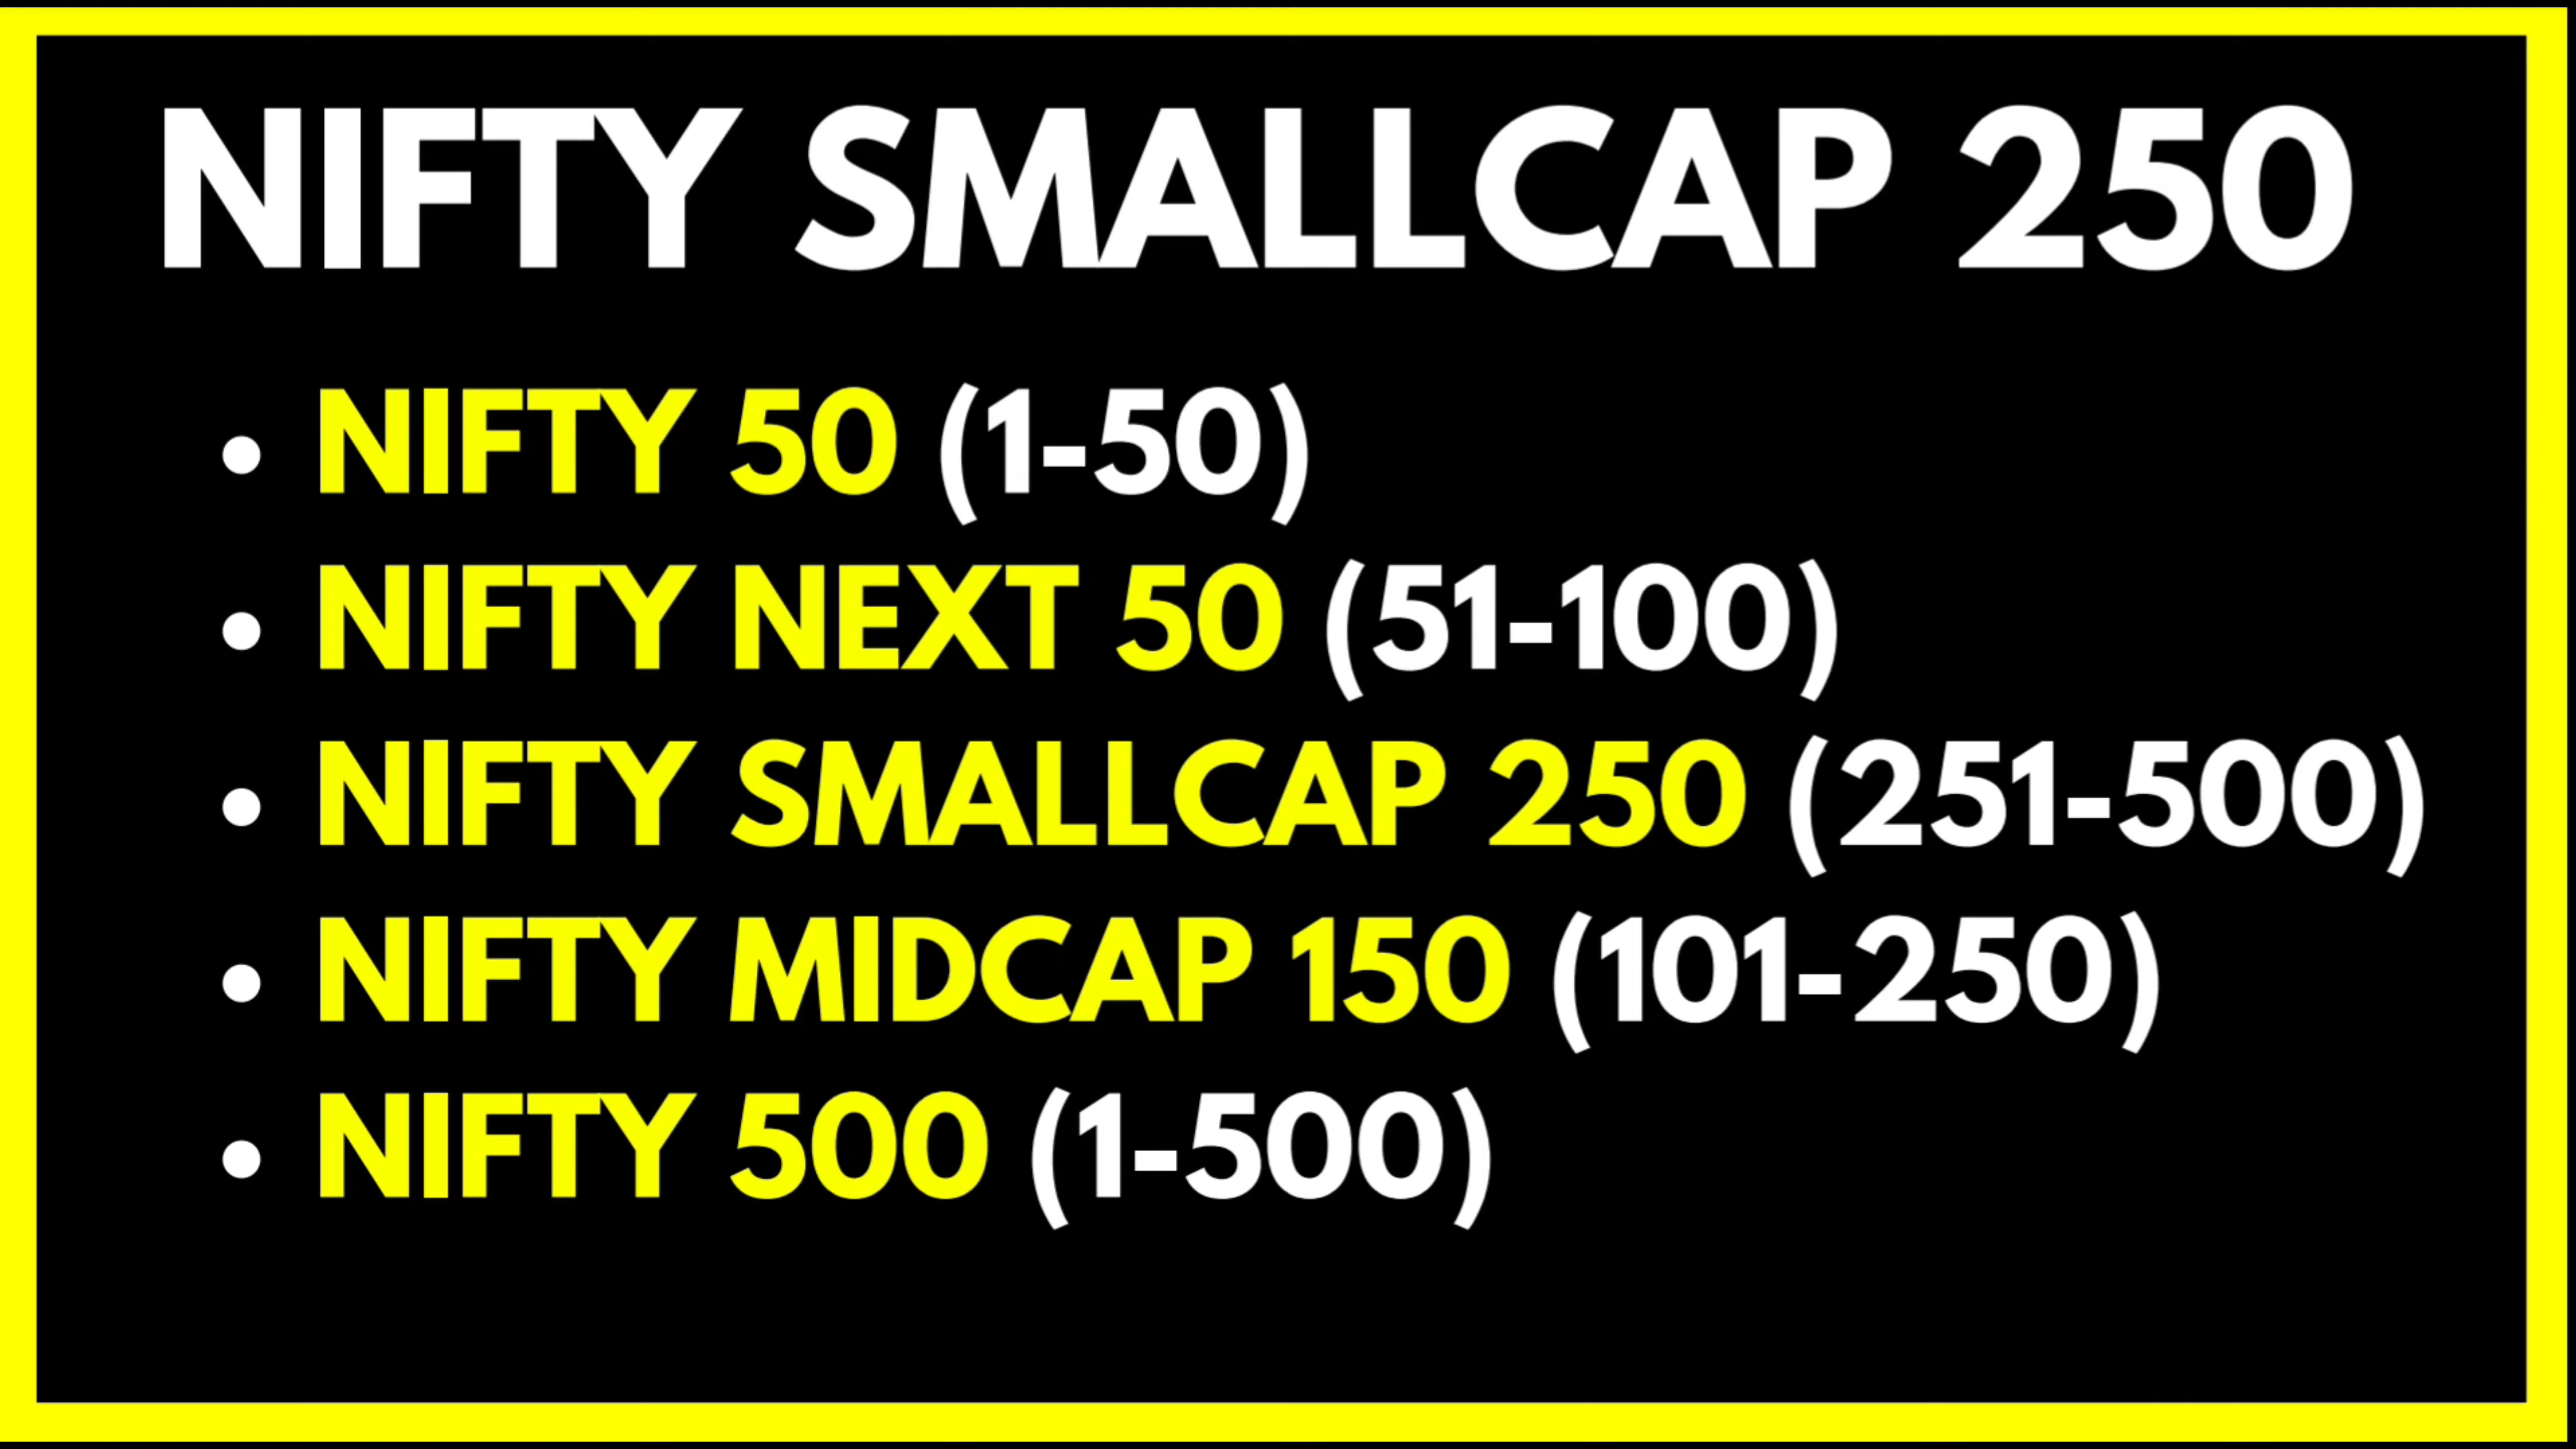 NIFTY SMALLCAP 250
• NIFTY 50 (1-50)
• NIFTY NEXT 50 (51-100)
• NIFTY SMALLCAP 250 (251-500)
• NIFTY MIDCAP 150 (101-250)
• NIFTY 500 (1-500)